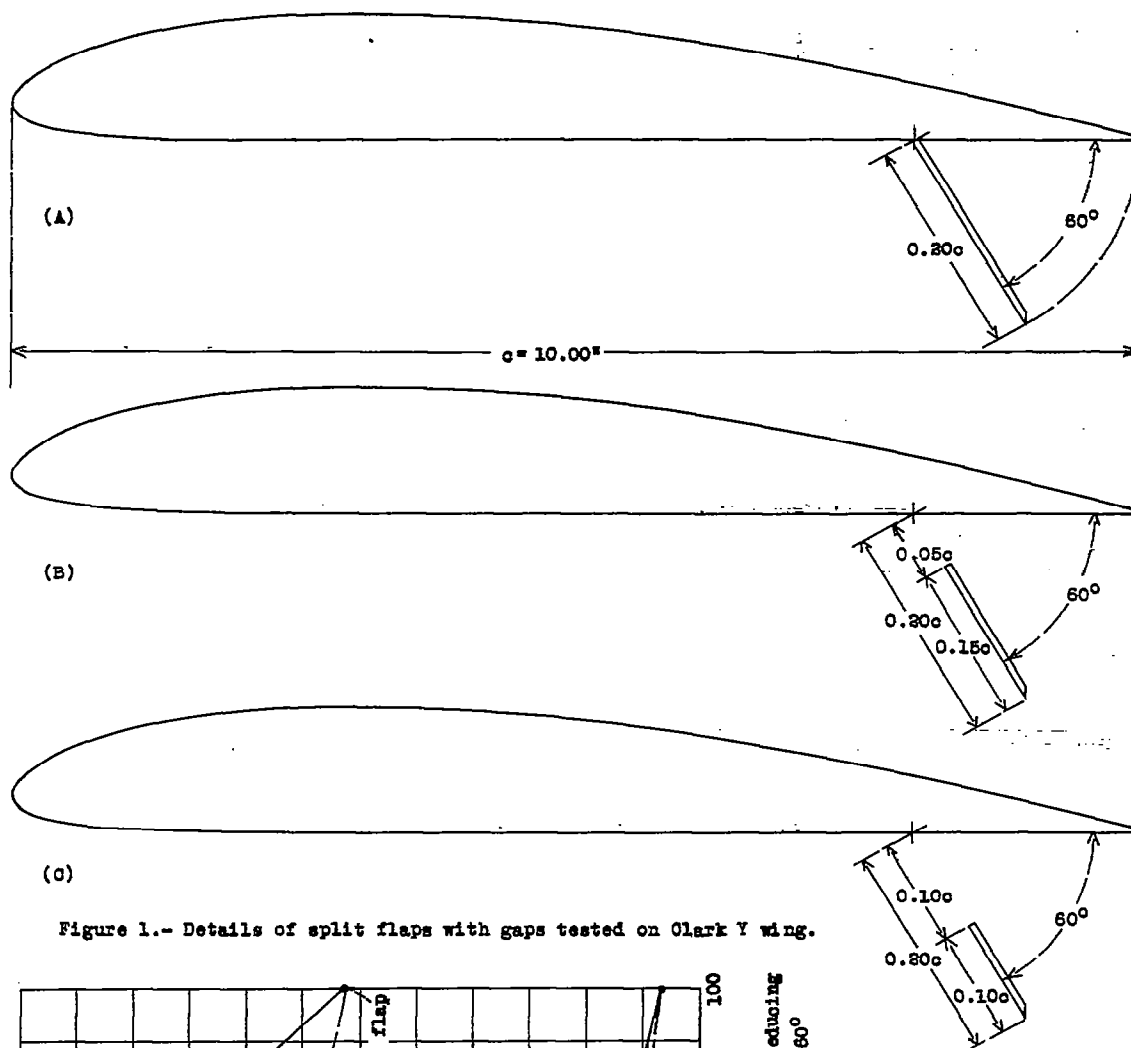 (A)
60°
0.20c
c = 10.00"
(B)
0.05c
60°
0.20c
0.15c
(C)
0.10c
60°
0.20c
0.10c
Figure 1.- Details of split flaps with gaps tested on Clark Y wing.
flap
100
educing
60°